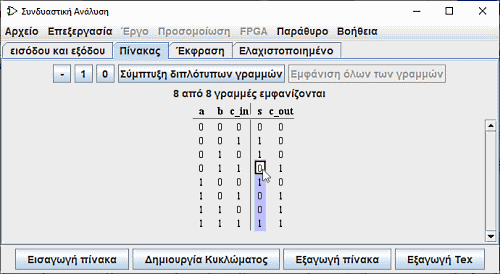 Συνδυαστική Ανάλυση
Αρχείο Επεξεργασία Έργο Προσομοίωση FPGA Παράθυρο Βοήθεια
εισόδου και εξόδου Πίνακας Έκφραση Ελαχιστοποιημένο
- 1 0 Σύμπτυξη διπλότυπων γραμμών Εμφάνιση όλων των γραμμών
8 από 8 γραμμές εμφανίζονται
a b c_in s c_out
0 0 0 0 0
0 0 1 1 0
0 1 0 1 0
0 1 1 0 1
1 0 0 1 0
1 0 1 0 1
1 1 0 0 1
1 1 1 1 1
Εισαγωγή πίνακα Δημιουργία Κυκλώματος Εξαγωγή πίνακα Εξαγωγή Tex